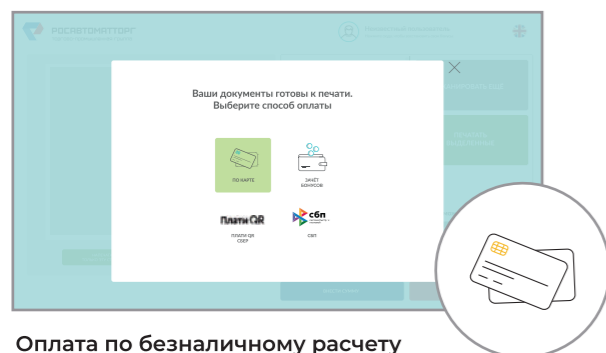 РОСАВТОМАТТОРГ
Ваши документы готовы к печати.
Выберите способ оплаты
ПО КАРТЕ
ЗАЧЁТ
БОНУСОВ
Плати QR
сбп
ПЛАТИ QR
СБЕР
СБП
Оплата по безналичному расчету